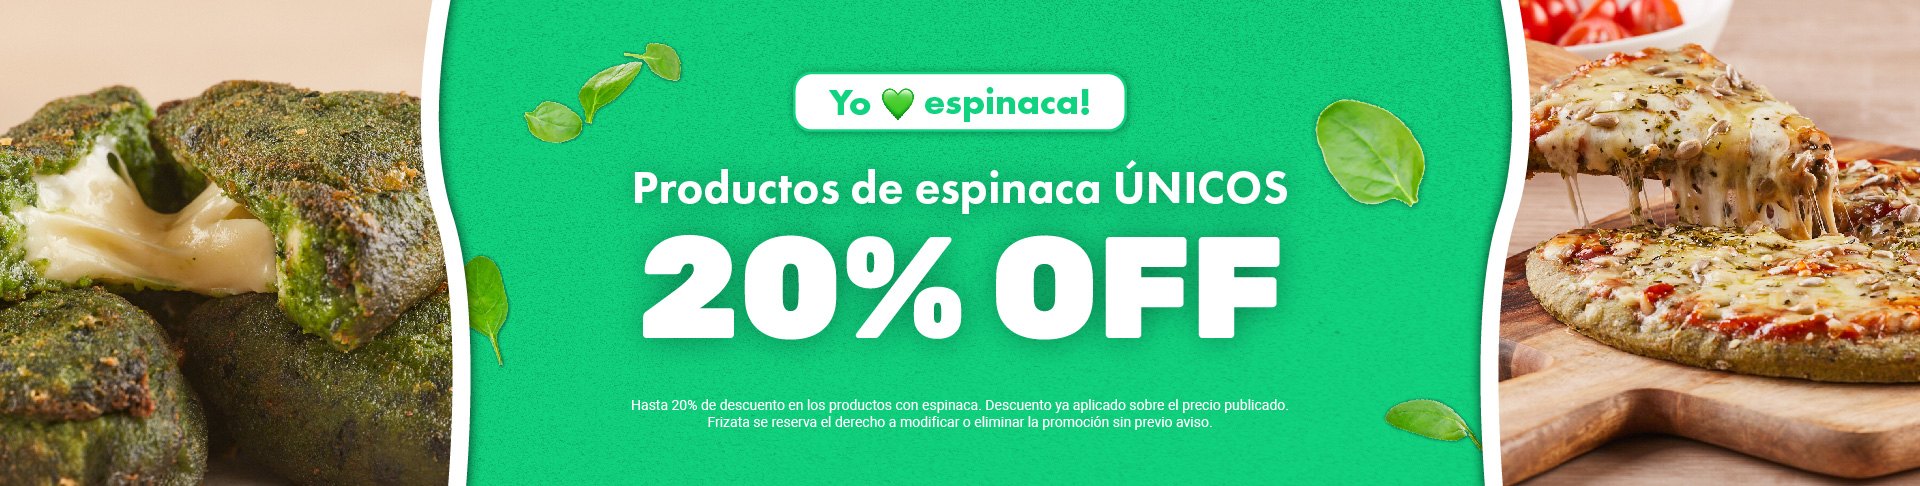 Yo 💚 espinaca!
Productos de espinaca ÚNICOS
20% OFF
Hasta 20% de descuento en los productos con espinaca. Descuento ya aplicado sobre el precio publicado.
Frizata se reserva el derecho a modificar o eliminar la promoción sin previo aviso.